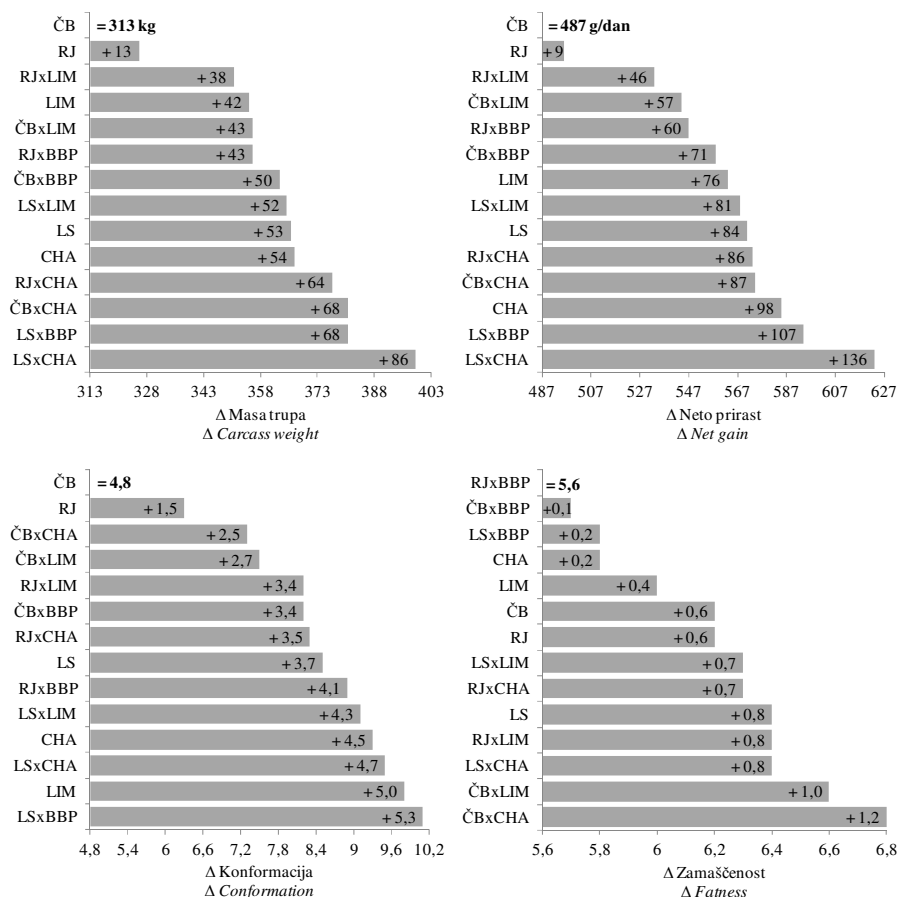 ČB = 313 kg
RJ + 13
RJxLIM + 38
LIM + 42
ČBxLIM + 43
RJxBBP + 43
ČBxBBP + 50
LSxLIM + 52
LS + 53
CHA + 54
RJxCHA + 64
ČBxCHA + 68
LSxBBP + 68
LSxCHA + 86
313 328 343 358 373 388 403
Δ Masa trupa
Δ Carcass weight
ČB = 487 g/dan
RJ + 9
RJxLIM + 46
ČBxLIM + 57
RJxBBP + 60
ČBxBBP + 71
LIM + 76
LSxLIM + 81
LS + 84
RJxCHA + 86
ČBxCHA + 87
CHA + 98
LSxBBP + 107
LSxCHA + 136
487 507 527 547 567 587 607 627
Δ Neto prirast
Δ Net gain
ČB = 4,8
RJ + 1,5
ČBxCHA + 2,5
ČBxLIM + 2,7
RJxLIM + 3,4
ČBxBBP + 3,4
RJxCHA + 3,5
LS + 3,7
RJxBBP + 4,1
LSxLIM + 4,3
CHA + 4,5
LSxCHA + 4,7
LIM + 5,0
LSxBBP + 5,3
4,8 5,4 6 6,6 7,2 7,8 8,4 9 9,6 10,2
Δ Konformacija
Δ Conformation
RJxBBP = 5,6
ČBxBBP +0,1
LSxBBP + 0,2
CHA + 0,2
LIM + 0,4
ČB + 0,6
RJ + 0,6
LSxLIM + 0,7
RJxCHA + 0,7
LS + 0,8
RJxLIM + 0,8
LSxCHA + 0,8
ČBxLIM + 1,0
ČBxCHA + 1,2
5,6 5,8 6 6,2 6,4 6,6 6,8
Δ Zamaščenost
Δ Fatness